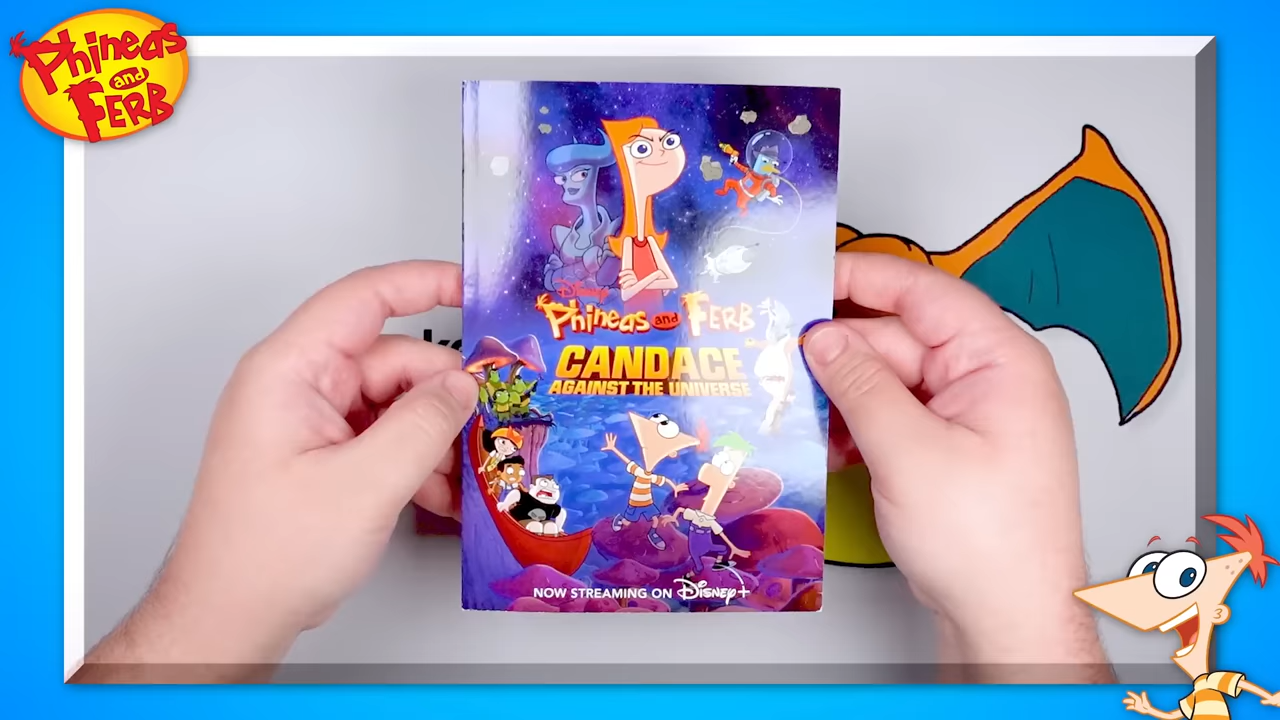 Phineas
and
FERB
Disney
Phineas and FERB
CANDACE
AGAINST THE UNIVERSE
NOW STREAMING ON Disney+